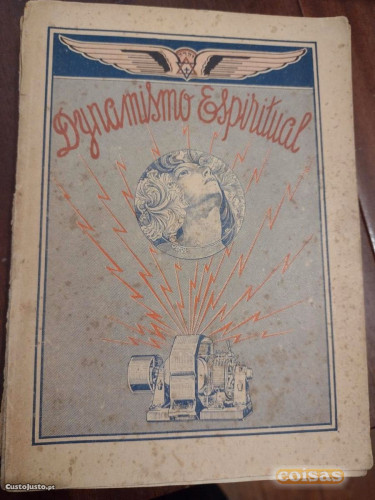 Dynamismo Espiritual
CustoJusto.pt
coisas